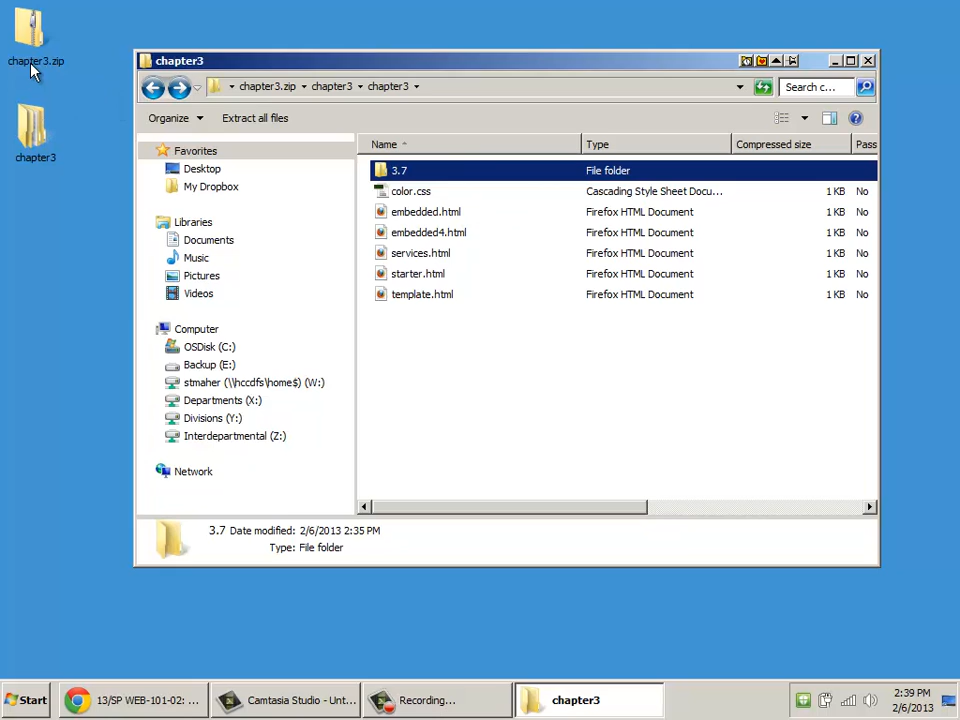 chapter3.zip
chapter3
chapter3
chapter3.zip chapter3 chapter3
Search c...
Organize Extract all files
Favorites
Desktop
My Dropbox
Libraries
Documents
Music
Pictures
Videos
Computer
OSDisk (C:)
Backup (E:)
stmaher (\\hccdfs\home$) (W:)
Departments (X:)
Divisions (Y:)
Interdepartmental (Z:)
Network
Name Type Compressed size Pass
3.7 File folder
color.css Cascading Style Sheet Docu... 1 KB No
embedded.html Firefox HTML Document 1 KB No
embedded4.html Firefox HTML Document 1 KB No
services.html Firefox HTML Document 1 KB No
starter.html Firefox HTML Document 1 KB No
template.html Firefox HTML Document 1 KB No
3.7 Date modified: 2/6/2013 2:35 PM
Type: File folder
Start
13/SP WEB-101-02: ...
Camtasia Studio - Unt...
Recording...
chapter3
2:39 PM
2/6/2013